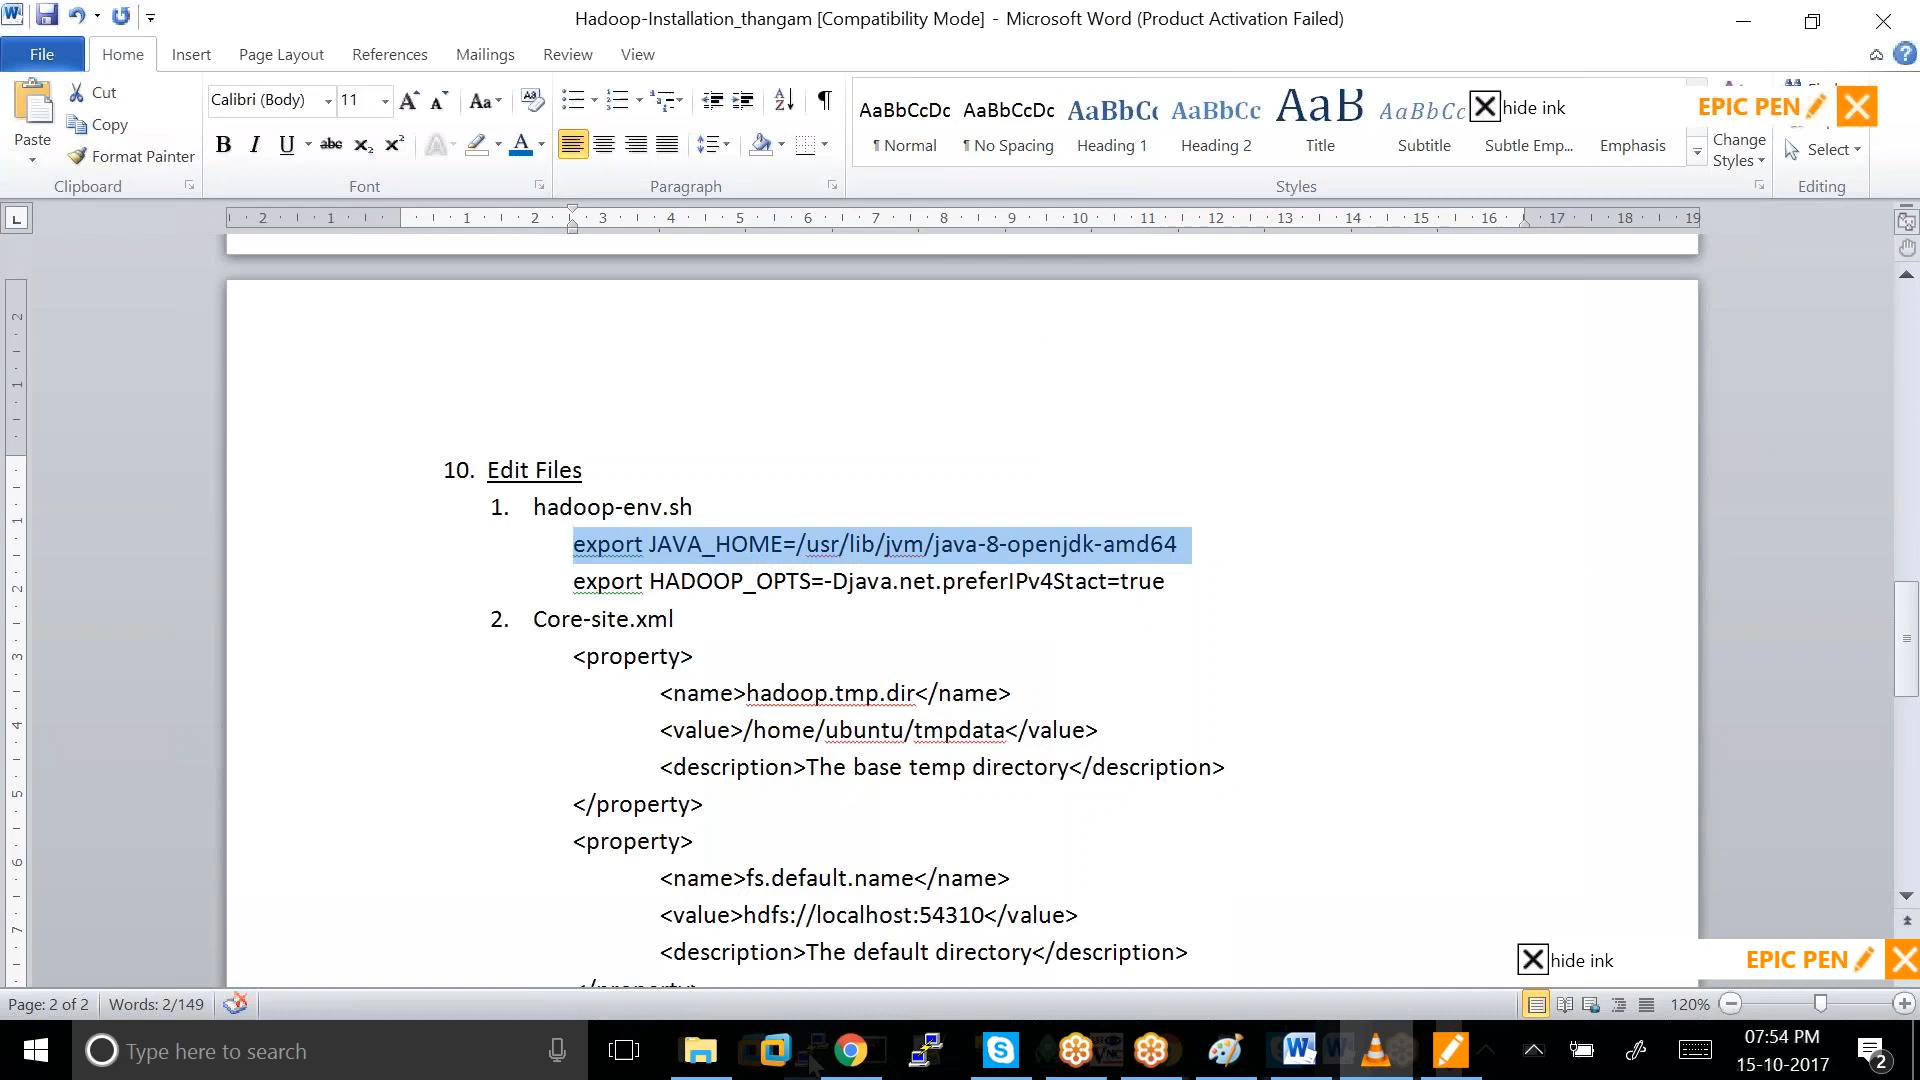 Hadoop-Installation_thangam [Compatibility Mode] - Microsoft Word (Product Activation Failed)
File Home Insert Page Layout References Mailings Review View
Cut
Copy
Format Painter
Paste
Clipboard
Calibri (Body) 11
Font
Paragraph
AaBbCcDc AaBbCcDc AaBbCc AaBbCc AaB AaBbCc
¶ Normal ¶ No Spacing Heading 1 Heading 2 Title Subtitle Subtle Emp... Emphasis
Styles
Change Styles
Select
Editing
hide ink
EPIC PEN
10. Edit Files
1. hadoop-env.sh
export JAVA_HOME=/usr/lib/jvm/java-8-openjdk-amd64
export HADOOP_OPTS=-Djava.net.preferIPv4Stact=true
2. Core-site.xml
<property>
<name>hadoop.tmp.dir</name>
<value>/home/ubuntu/tmpdata</value>
<description>The base temp directory</description>
</property>
<property>
<name>fs.default.name</name>
<value>hdfs://localhost:54310</value>
<description>The default directory</description>
hide ink
EPIC PEN
Page: 2 of 2 Words: 2/149 120%
Type here to search
07:54 PM
15-10-2017
2